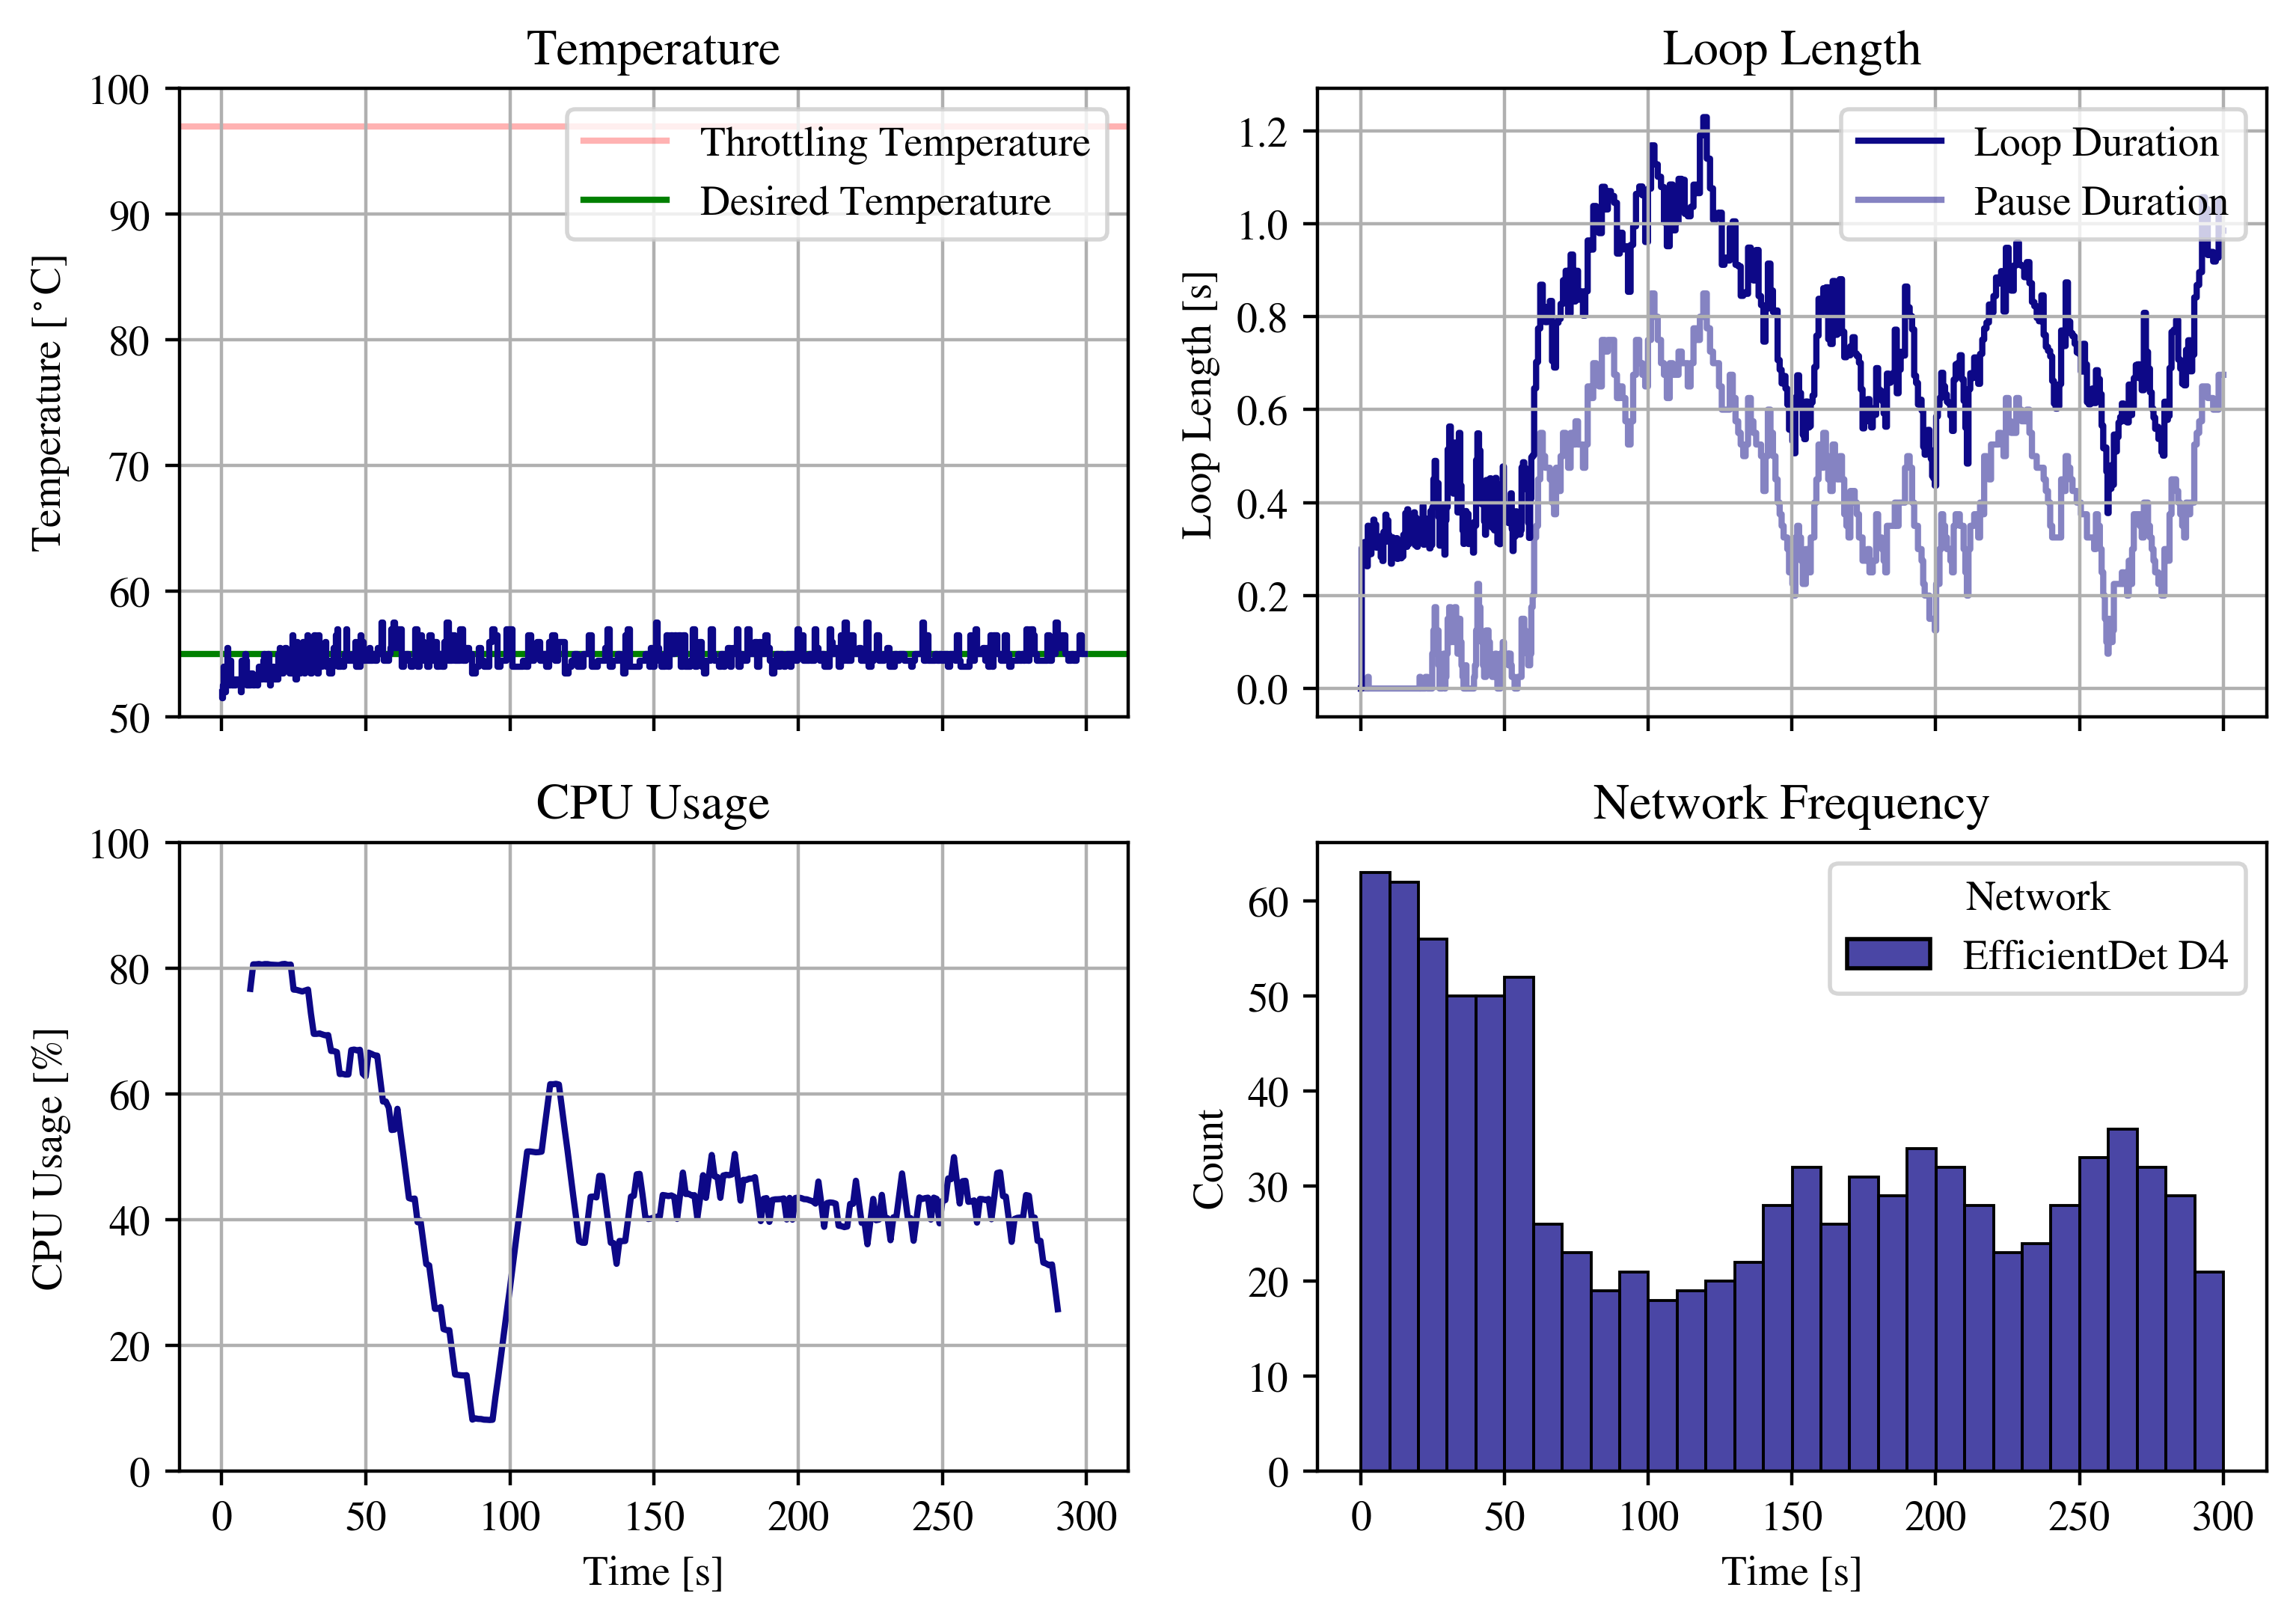 Temperature
100
90
80
70
60
50
Temperature [°C]
Throttling Temperature
Desired Temperature
Loop Length
1.2
1.0
0.8
0.6
0.4
0.2
0.0
Loop Length [s]
Loop Duration
Pause Duration
CPU Usage
100
80
60
40
20
0
CPU Usage [%]
0 50 100 150 200 250 300
Time [s]
Network Frequency
60
50
40
30
20
10
0
Count
Network
EfficientDet D4
0 50 100 150 200 250 300
Time [s]